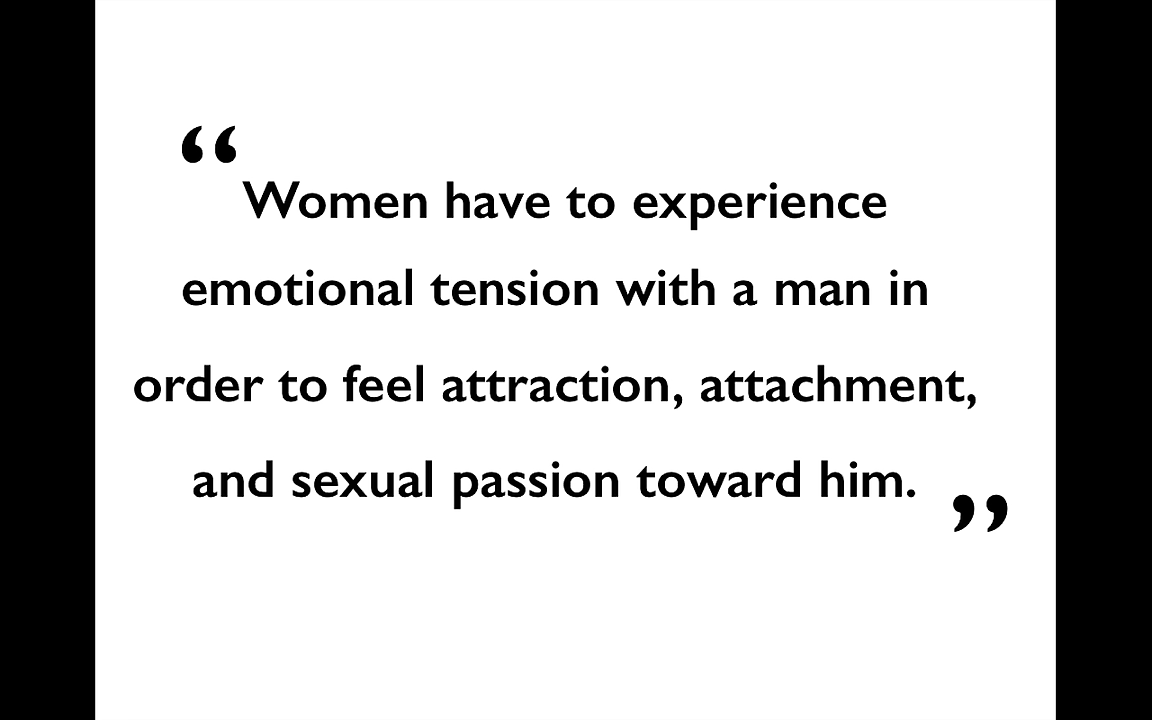 “Women have to experience
emotional tension with a man in
order to feel attraction, attachment,
and sexual passion toward him.”